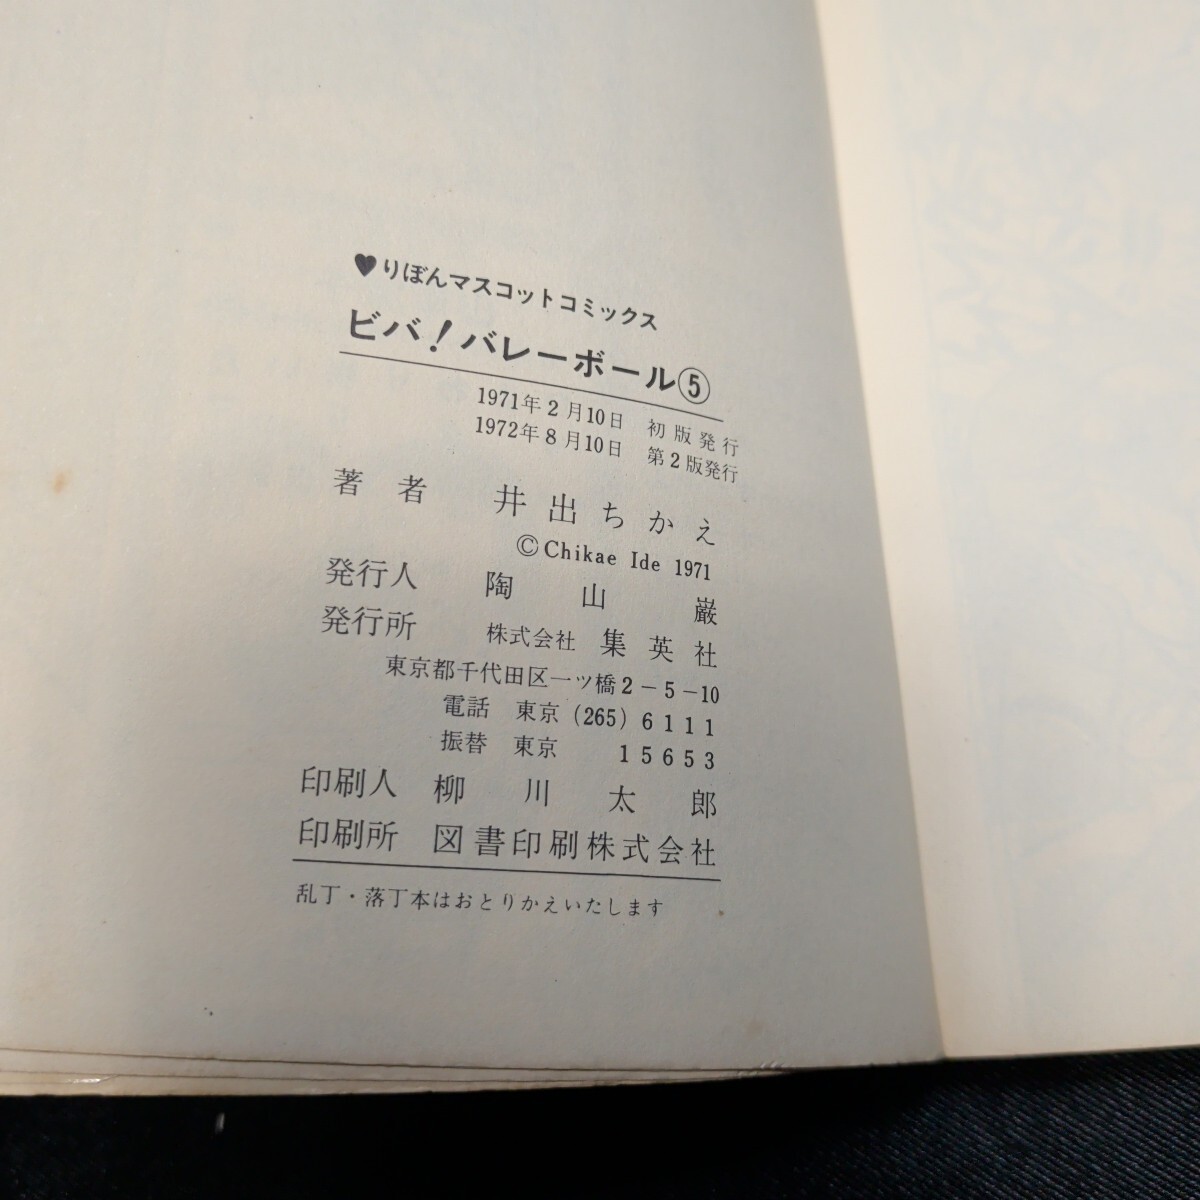 ♥りぼんマスコットコミックス
ビバ！バレーボール⑤
1971年2月10日 初版発行
1972年8月10日 第2版発行
著者 井出ちかえ
©Chikae Ide 1971
発行人 陶山巌
発行所 株式会社 集英社
東京都千代田区一ツ橋2－5－10
電話 東京(265)6111
振替 東京 15653
印刷人 柳川太郎
印刷所 図書印刷株式会社
乱丁・落丁本はおとりかえいたします